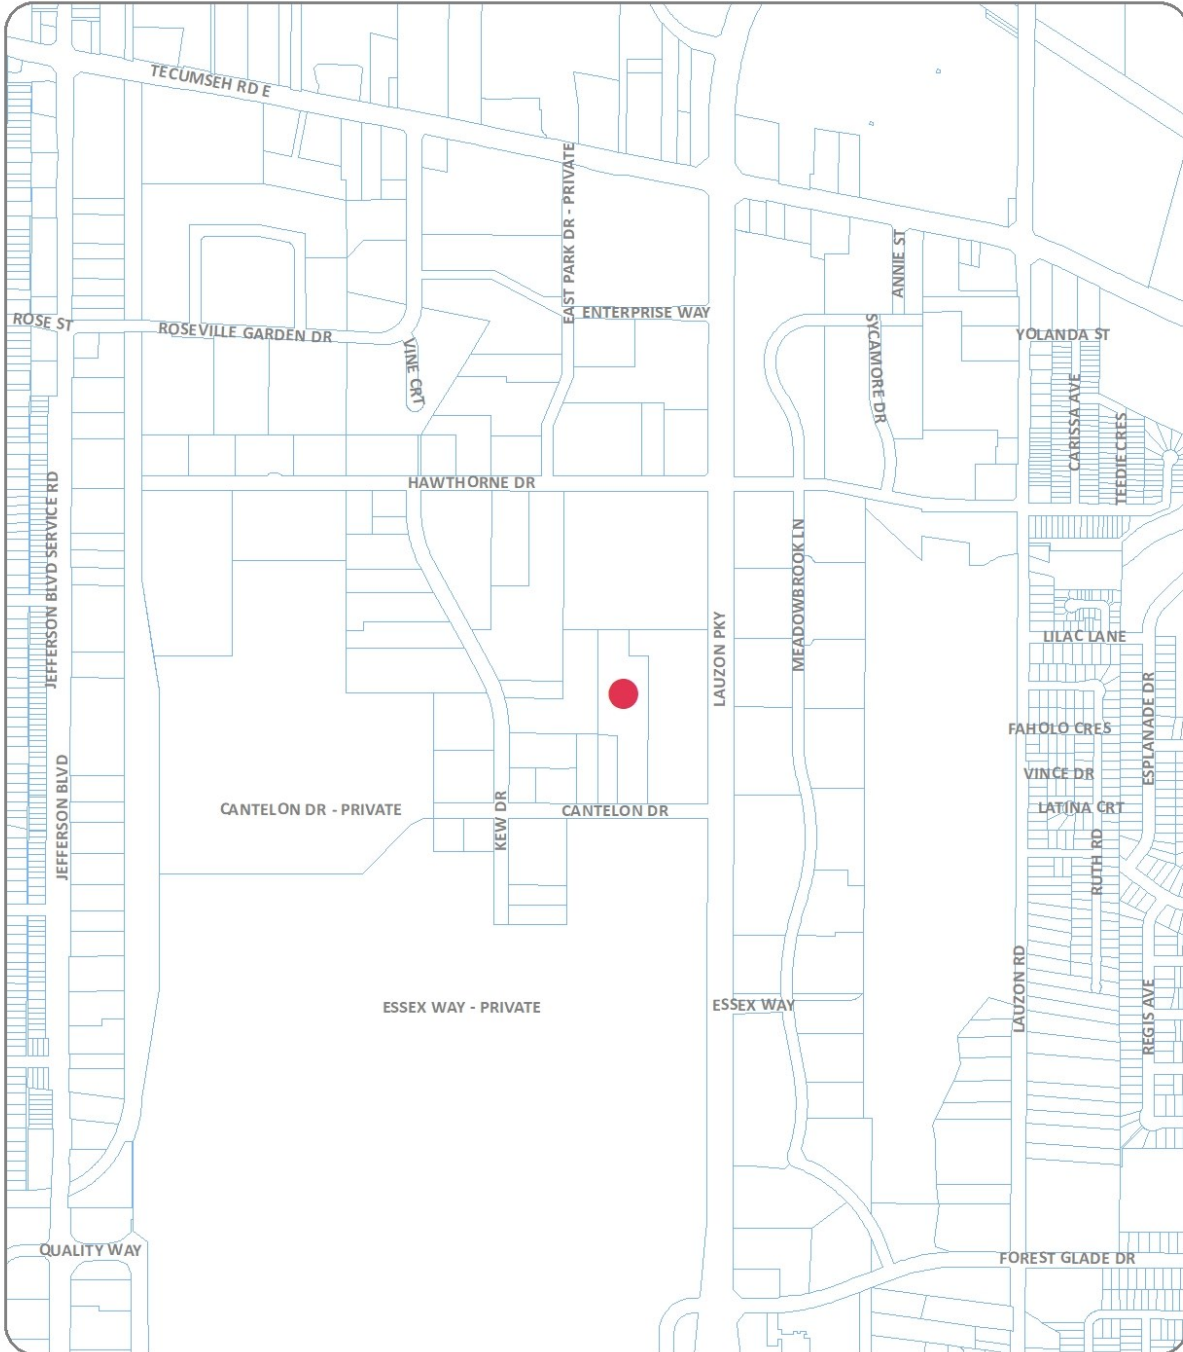 TECUMSEH RD E
EAST PARK DR - PRIVATE
ANNIE ST
ROSE ST
ROSEVILLE GARDEN DR
ENTERPRISE WAY
VINE CRT
SYCAMORE DR
YOLANDA ST
CARISSA AVE
TEEDIE CRES
HAWTHORNE DR
JEFFERSON BLVD SERVICE RD
MEADOWBROOK LN
LAUZON PKY
LILAC LANE
ESPLANADE DR
FAHOLO CRES
VINCE DR
LATINA CRT
JEFFERSON BLVD
CANTELON DR - PRIVATE
KEW DR
CANTELON DR
RUTH RD
LAUZON RD
REGIS AVE
ESSEX WAY - PRIVATE
ESSEX WAY
QUALITY WAY
FOREST GLADE DR